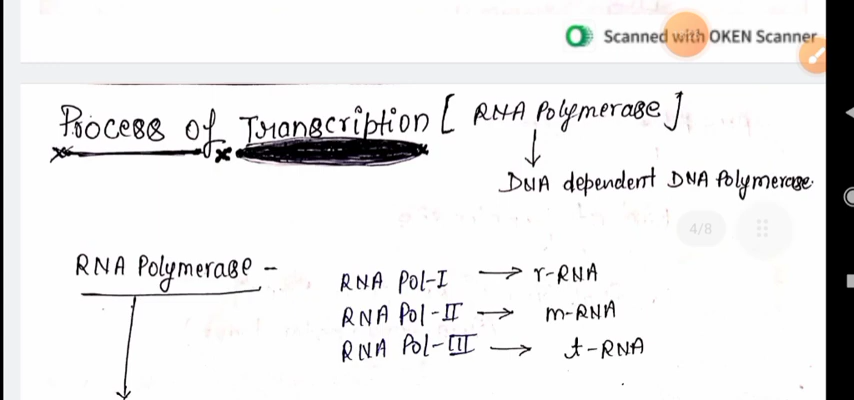 Scanned with OKEN Scanner
Process of Transcription [ RNA Polymerase ]
DNA dependent DNA Polymerase
4/8
RNA Polymerase -
RNA Pol-I → r-RNA
RNA Pol-II → m-RNA
RNA Pol-III → t-RNA